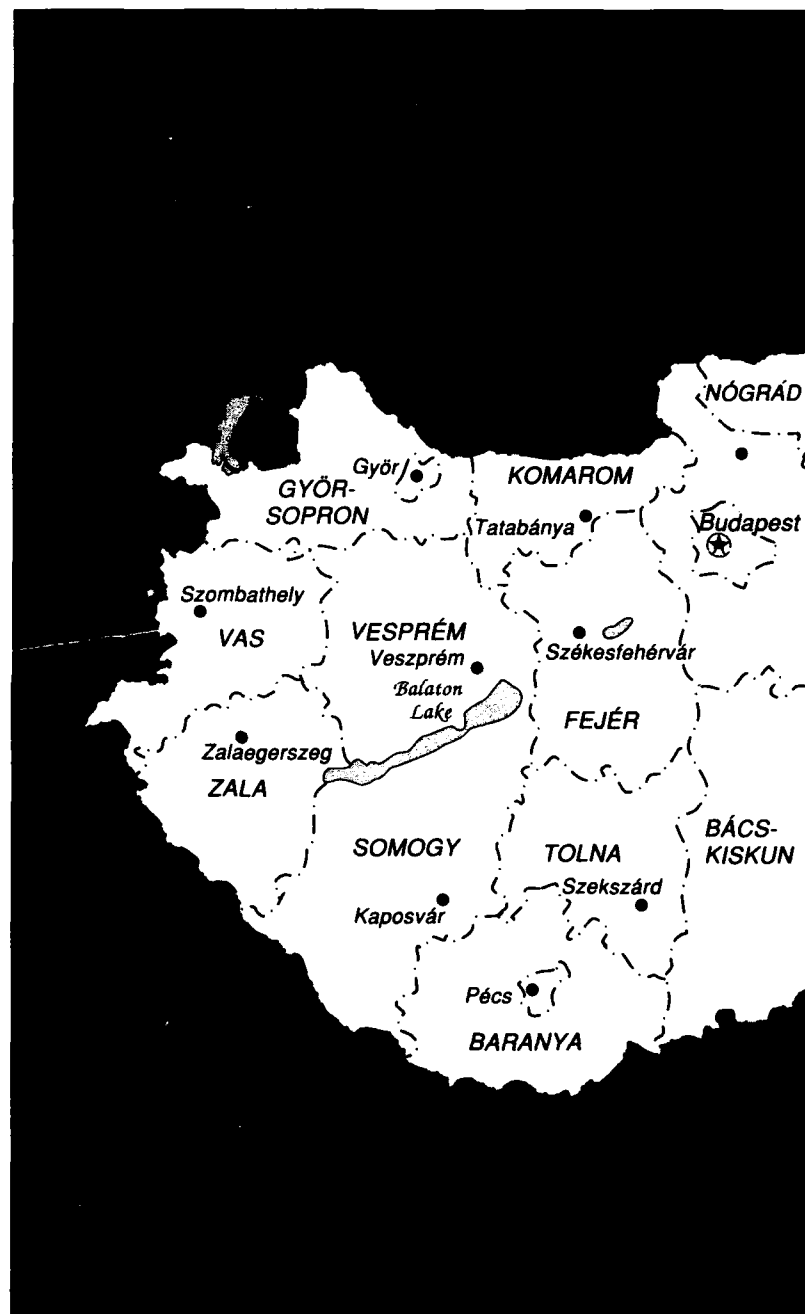 NÓGRÁD
Györ
KOMAROM
GYÖR-
SOPRON
Tatabánya
Budapest
Szombathely
VAS
VESPRÉM
Veszprém
Székesfehérvár
Balaton
Lake
FEJÉR
Zalaegerszeg
ZALA
SOMOGY
TOLNA
BÁCS-
KISKUN
Szekszárd
Kaposvár
Pécs
BARANYA